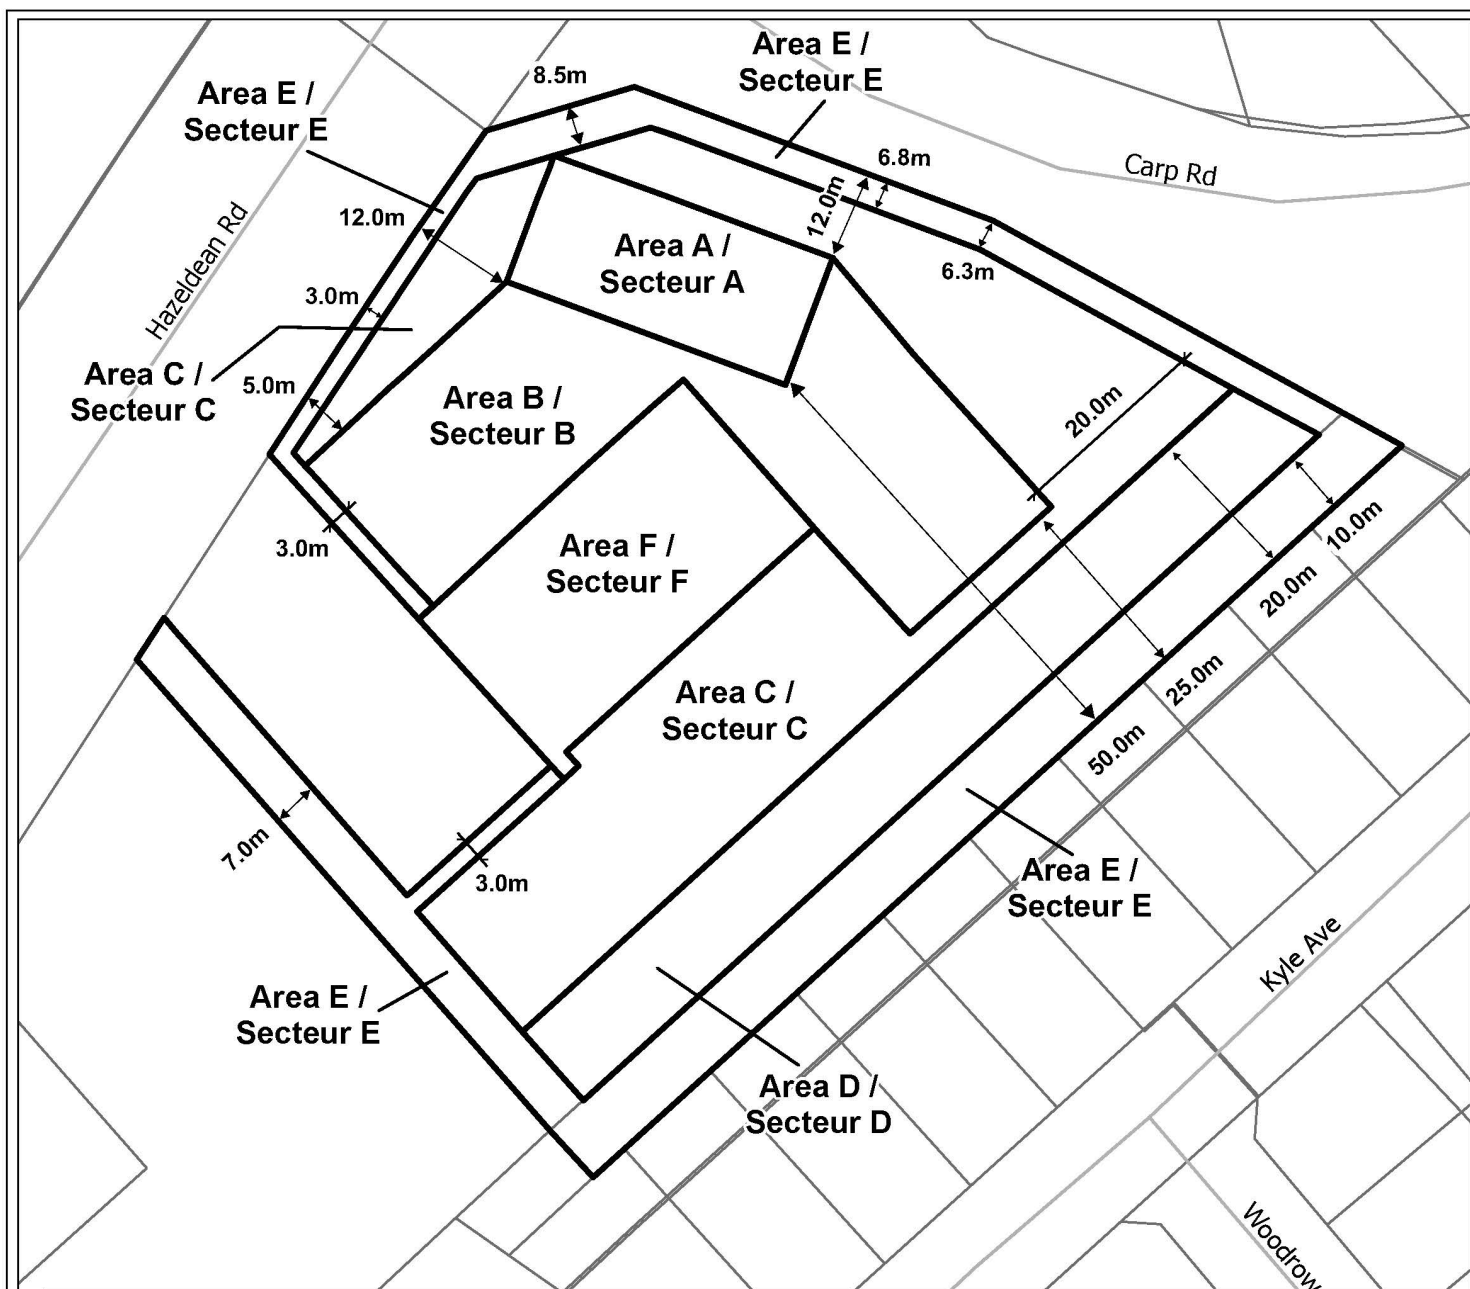 Area E /
Secteur E
8.5m
Area E /
Secteur E
6.8m
Carp Rd
12.0m
12.0m
Hazeldean Rd
Area A /
Secteur A
6.3m
3.0m
Area C /
Secteur C
5.0m
Area B /
Secteur B
20.0m
3.0m
Area F /
Secteur F
10.0m
20.0m
25.0m
50.0m
Area C /
Secteur C
7.0m
3.0m
Area E /
Secteur E
Kyle Ave
Area E /
Secteur E
Area D /
Secteur D
Woodrow